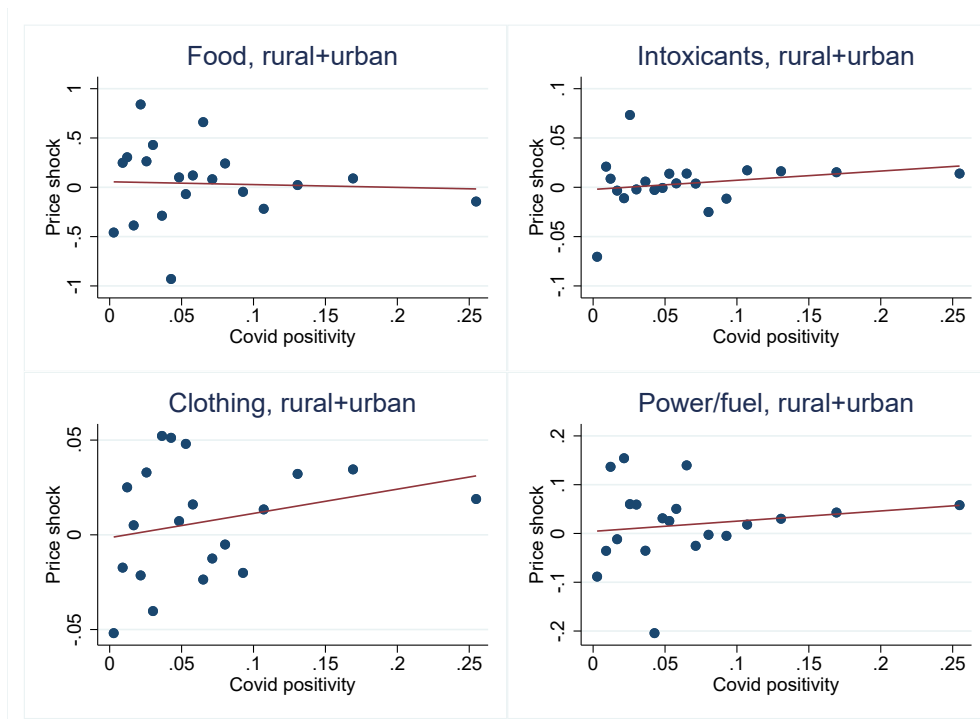 Food, rural+urban
Price shock
1
.5
0
-.5
-1
0 .05 .1 .15 .2 .25
Covid positivity
Intoxicants, rural+urban
Price shock
.1
.05
0
-.05
-.1
0 .05 .1 .15 .2 .25
Covid positivity
Clothing, rural+urban
Price shock
.05
0
-.05
0 .05 .1 .15 .2 .25
Covid positivity
Power/fuel, rural+urban
Price shock
.2
.1
0
-.1
-.2
0 .05 .1 .15 .2 .25
Covid positivity